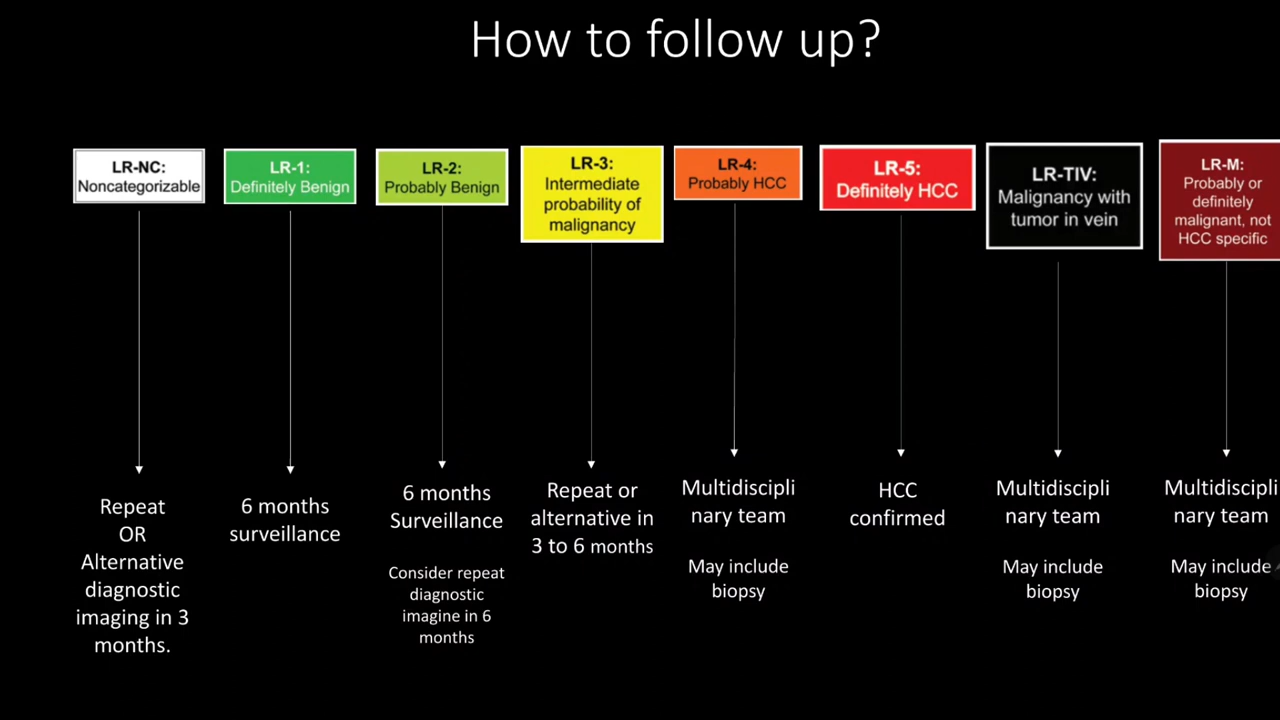 How to follow up?
LR-NC:
Noncategorizable
LR-1:
Definitely Benign
LR-2:
Probably Benign
LR-3:
Intermediate
probability of
malignancy
LR-4:
Probably HCC
LR-5:
Definitely HCC
LR-TIV:
Malignancy with
tumor in vein
LR-M:
Probably or
definitely
malignant, not
HCC specific
Repeat
OR
Alternative
diagnostic
imaging in 3
months.
6 months
surveillance
6 months
Surveillance
Consider repeat
diagnostic
imagine in 6
months
Repeat or
alternative in
3 to 6 months
Multidiscipli
nary team
May include
biopsy
HCC
confirmed
Multidiscipli
nary team
May include
biopsy
Multidiscipli
nary team
May include
biopsy